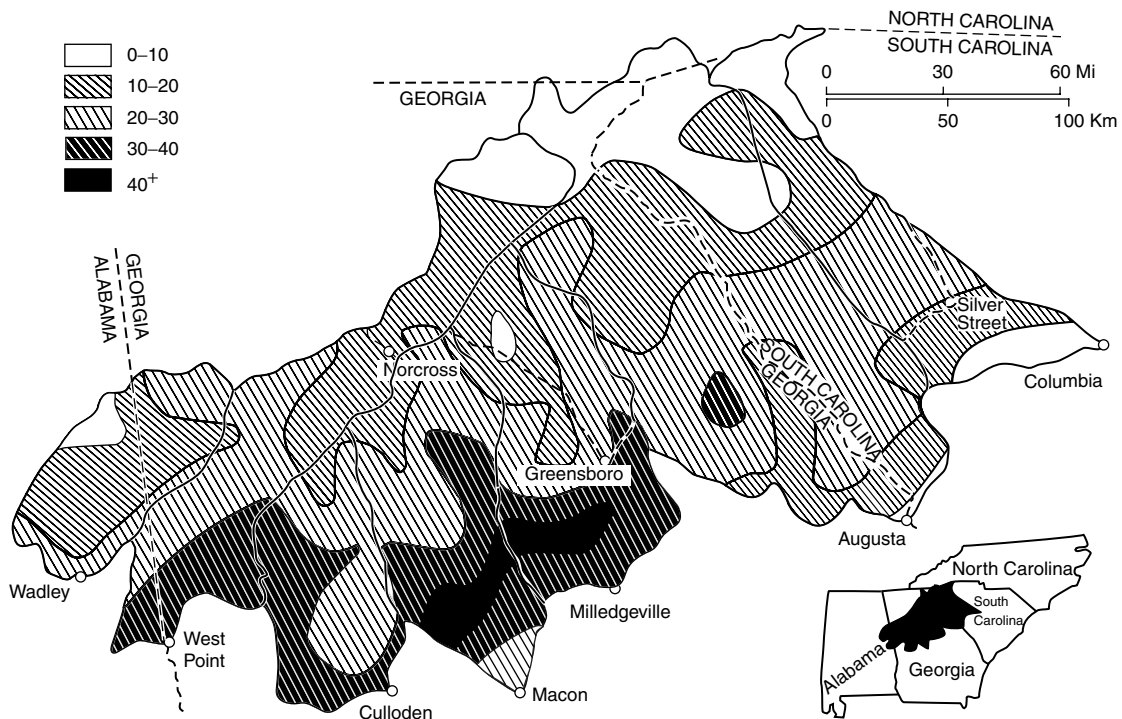 NORTH CAROLINA
SOUTH CAROLINA
0–10
10–20
20–30
30–40
40+
0 30 60 Mi
0 50 100 Km
GEORGIA
GEORGIA
ALABAMA
Silver
Street
Norcross
SOUTH CAROLINA
GEORGIA
Columbia
Greensboro
Augusta
Wadley
Milledgeville
West
Point
Macon
Culloden
North Carolina
South
Carolina
Alabama
Georgia